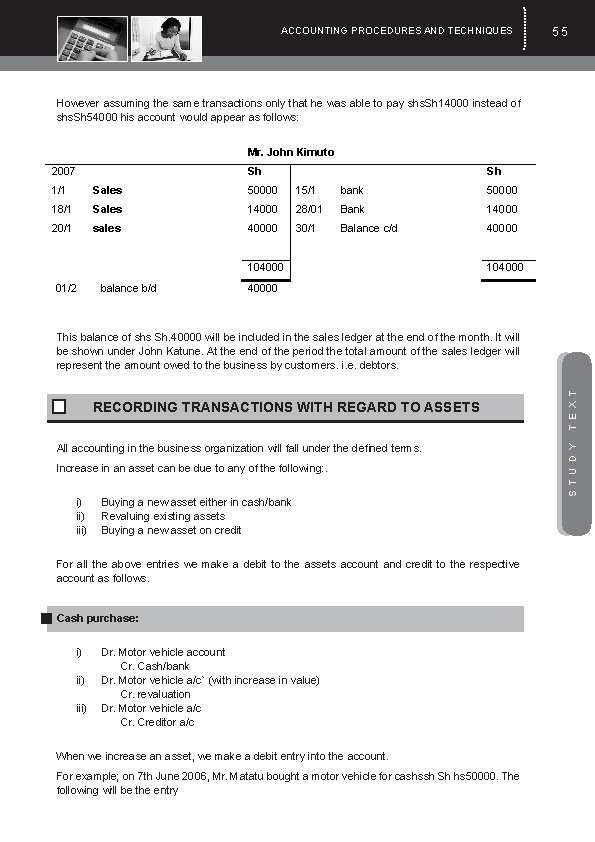 ACCOUNTING PROCEDURES AND TECHNIQUES 55
However assuming the same transactions only that he was able to pay shsSh14000 instead of
shsSh54000 his account would appear as follows:
Mr. John Kimuto
2007 Sh Sh
1/1 Sales 50000 15/1 bank 50000
18/1 Sales 14000 28/01 Bank 14000
20/1 sales 40000 30/1 Balance c/d 40000
104000 104000
01/2 balance b/d 40000
This balance of shs Sh.40000 will be included in the sales ledger at the end of the month. It will
be shown under John Katune. At the end of the period the total amount of the sales ledger will
represent the amount owed to the business by customers. i.e. debtors.
RECORDING TRANSACTIONS WITH REGARD TO ASSETS
All accounting in the business organization will fall under the defined terms.
Increase in an asset can be due to any of the following:.
i) Buying a new asset either in cash/bank
ii) Revaluing existing assets
iii) Buying a new asset on credit
For all the above entries we make a debit to the assets account and credit to the respective
account as follows.
Cash purchase:
i) Dr. Motor vehicle account
Cr. Cash/bank
ii) Dr. Motor vehicle a/c` (with increase in value)
Cr. revaluation
iii) Dr. Motor vehicle a/c
Cr. Creditor a/c
When we increase an asset, we make a debit entry into the account.
For example; on 7th June 2006, Mr. Matatu bought a motor vehicle for cashssh Sh hs50000. The
following will be the entry
STUDY TEXT